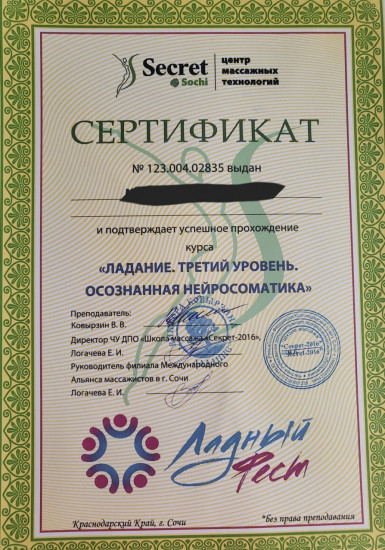 Secret
Sochi
центр
массажных
технологий
СЕРТИФИКАТ
№ 123.004.02835 выдан
и подтверждает успешное прохождение
курса
«ЛАДАНИЕ. ТРЕТИЙ УРОВЕНЬ.
ОСОЗНАННАЯ НЕЙРОСОМАТИКА»
Преподаватель:
Ковырзин В. В.
Директор ЧУ ДПО «Школа массажа «Секрет-2016»,
Логачева Е. И.
Руководитель филиала Международного
Альянса массажистов в г. Сочи
Логачева Е. И.
"Секрет-2016"
Ладный
Фест
Краснодарский Край, г. Сочи
*без права преподавания